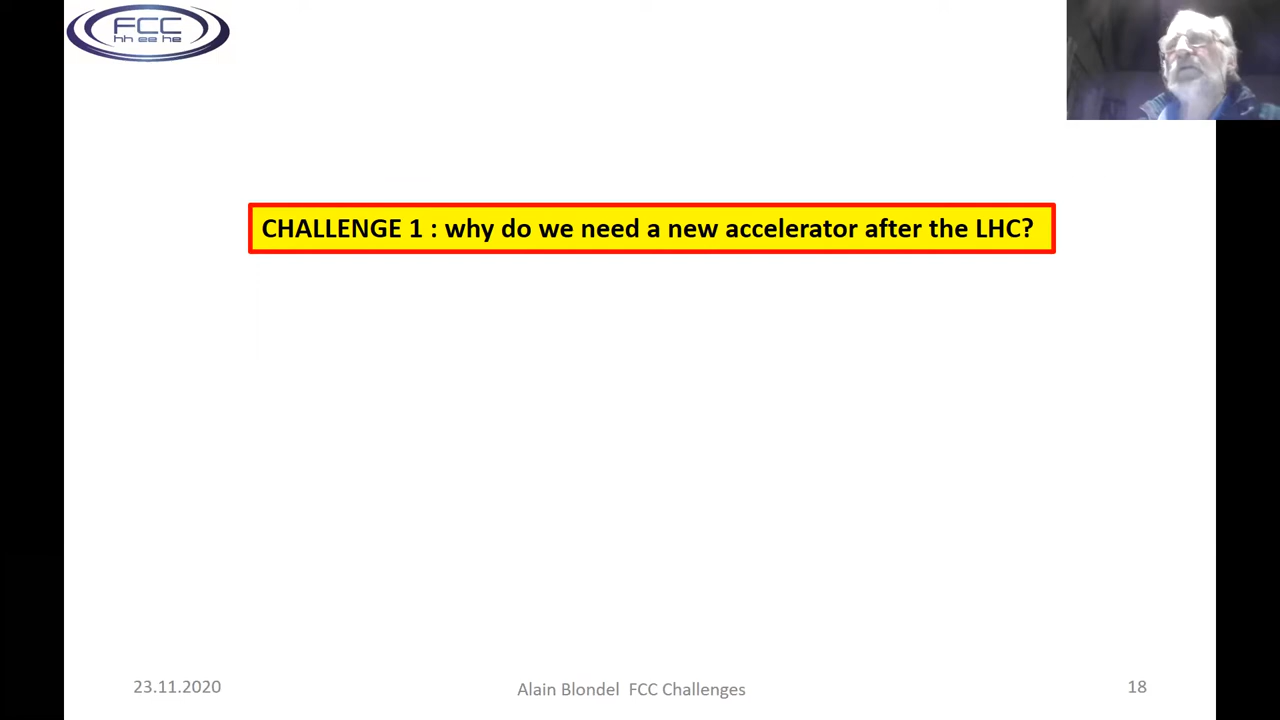 FCC
hh ee he
CHALLENGE 1 : why do we need a new accelerator after the LHC?
23.11.2020
Alain Blondel FCC Challenges
18